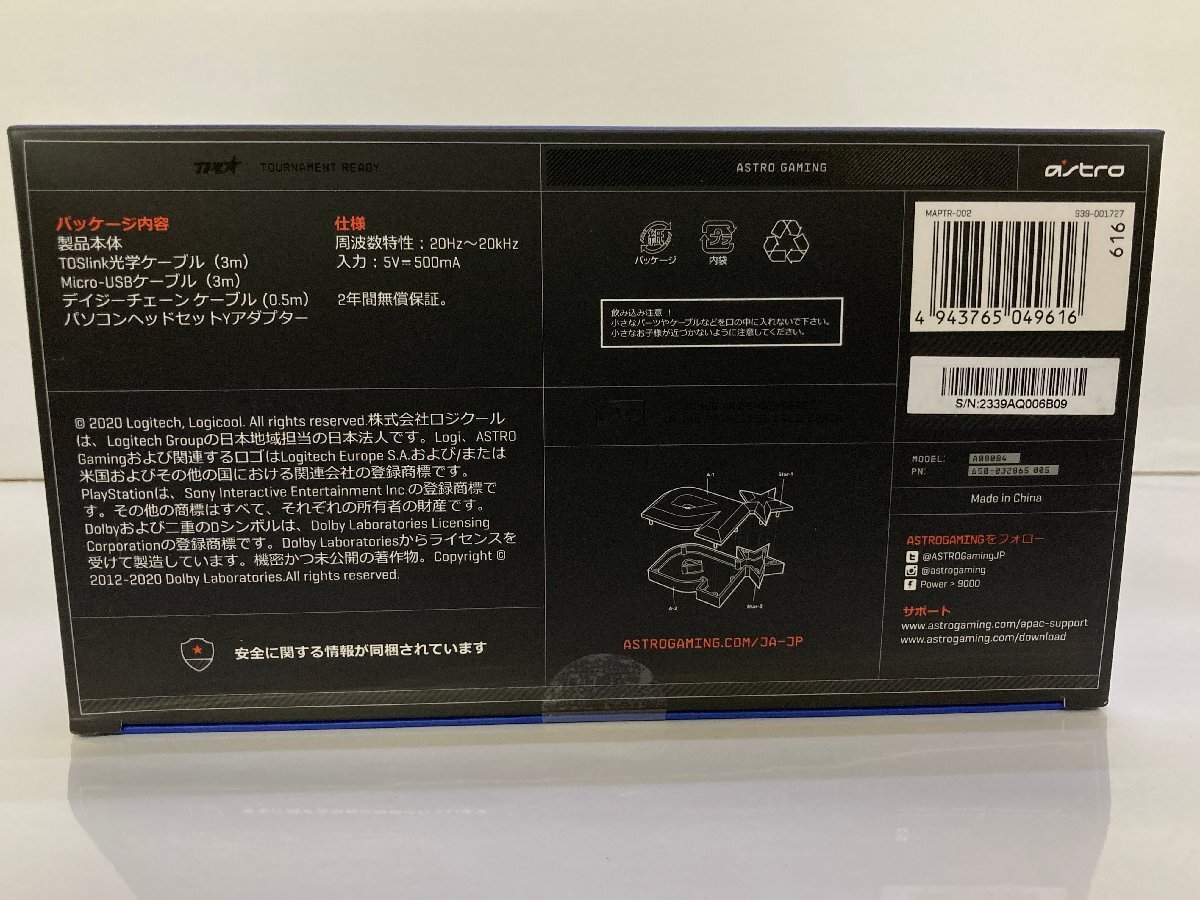 TOURNAMENT READY
ASTRO GAMING
astro
パッケージ内容
製品本体
TOSlink光学ケーブル（3m）
Micro-USBケーブル（3m）
デイジーチェーン ケーブル (0.5m）
パソコンヘッドセットYアダプター
仕様
周波数特性：20Hz～20kHz
入力：5V⎓500mA
2年間無償保証。
パッケージ
内袋
飲み込み注意！
小さなパーツやケーブルなどを口の中に入れないで下さい。
小さなお子様が近づかないように注意してください。
MAPTR-002
939-001727
616
4 943765 049616
S/N:2339AQ006B09
MODEL: A00084
PN: 650-032865 005
Made in China
© 2020 Logitech, Logicool. All rights reserved.株式会社ロジクール
は、Logitech Groupの日本地域担当の日本法人です。Logi、ASTRO
Gamingおよび関連するロゴはLogitech Europe S.A.および/または
米国およびその他の国における関連会社の登録商標です。
PlayStationは、Sony Interactive Entertainment Inc.の登録商標で
す。その他の商標はすべて、それぞれの所有者の財産です。
Dolbyおよび二重のDシンボルは、Dolby Laboratories Licensing
Corporationの登録商標です。Dolby Laboratoriesからライセンスを
受けて製造しています。機密かつ未公開の著作物。Copyright ©
2012-2020 Dolby Laboratories.All rights reserved.
安全に関する情報が同梱されています
A-1
Star-1
A-2
Star-2
ASTROGAMING.COM/JA-JP
ASTROGAMINGをフォロー
@ASTROGamingJP
@astrogaming
Power > 9000
サポート
www.astrogaming.com/apac-support
www.astrogaming.com/download